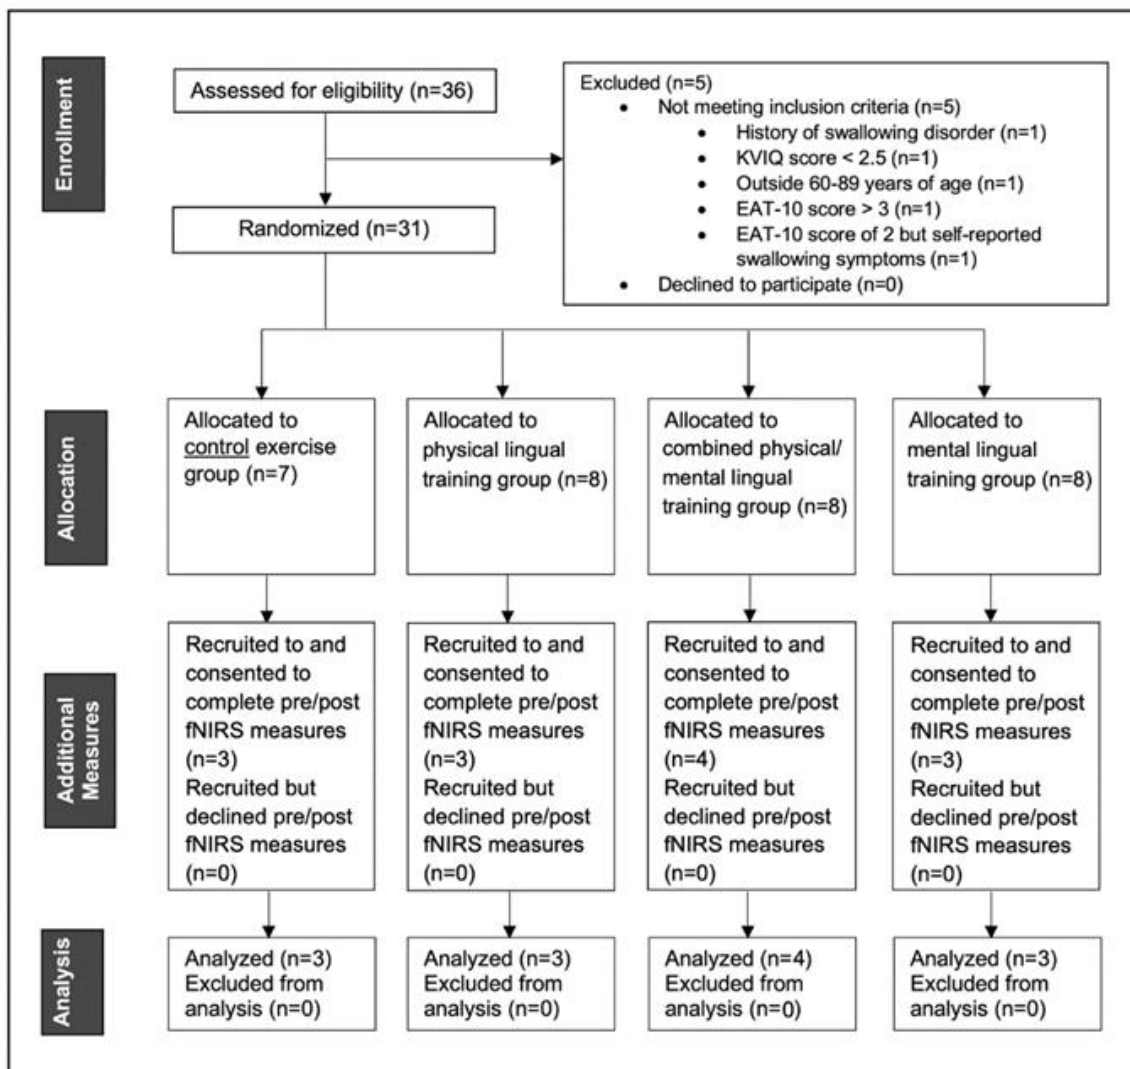 Enrollment
Assessed for eligibility (n=36)
Excluded (n=5)
• Not meeting inclusion criteria (n=5)
• History of swallowing disorder (n=1)
• KVIQ score < 2.5 (n=1)
• Outside 60-89 years of age (n=1)
• EAT-10 score > 3 (n=1)
• EAT-10 score of 2 but self-reported
swallowing symptoms (n=1)
• Declined to participate (n=0)
Randomized (n=31)
Allocation
Allocated to
control exercise
group (n=7)
Allocated to
physical lingual
training group (n=8)
Allocated to
combined physical/
mental lingual
training group (n=8)
Allocated to
mental lingual
training group (n=8)
Additional
Measures
Recruited to and
consented to
complete pre/post
fNIRS measures
(n=3)
Recruited but
declined pre/post
fNIRS measures
(n=0)
Recruited to and
consented to
complete pre/post
fNIRS measures
(n=3)
Recruited but
declined pre/post
fNIRS measures
(n=0)
Recruited to and
consented to
complete pre/post
fNIRS measures
(n=4)
Recruited but
declined pre/post
fNIRS measures
(n=0)
Recruited to and
consented to
complete pre/post
fNIRS measures
(n=3)
Recruited but
declined pre/post
fNIRS measures
(n=0)
Analysis
Analyzed (n=3)
Excluded from
analysis (n=0)
Analyzed (n=3)
Excluded from
analysis (n=0)
Analyzed (n=4)
Excluded from
analysis (n=0)
Analyzed (n=3)
Excluded from
analysis (n=0)